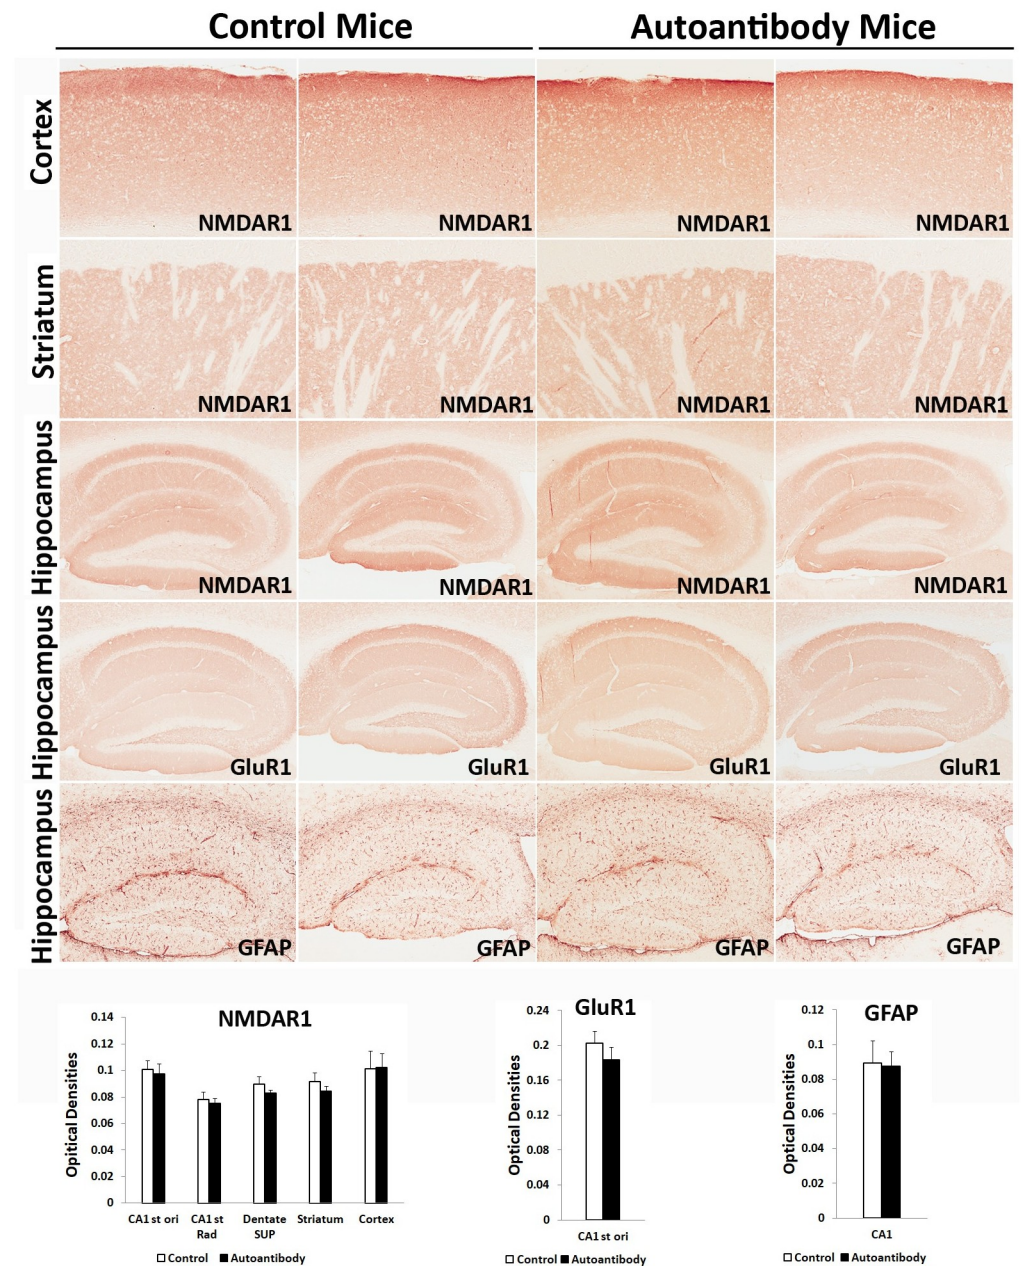 Control Mice
Autoantibody Mice
Cortex
NMDAR1
NMDAR1
NMDAR1
NMDAR1
Striatum
NMDAR1
NMDAR1
NMDAR1
NMDAR1
Hippocampus
NMDAR1
NMDAR1
NMDAR1
NMDAR1
Hippocampus
GluR1
GluR1
GluR1
GluR1
Hippocampus
GFAP
GFAP
GFAP
GFAP
NMDAR1
Opitical Densities
0.14
0.12
0.1
0.08
0.06
0.04
0.02
0
CA1 st ori
CA1 st
Rad
Dentate
SUP
Striatum
Cortex
Control
Autoantibody
GluR1
Optical Densities
0.24
0.2
0.16
0.12
0.08
0.04
0
CA1 st ori
Control
Autoantibody
GFAP
Optical Densities
0.12
0.1
0.08
0.06
0.04
0.02
0
CA1
Control
Autoantibody